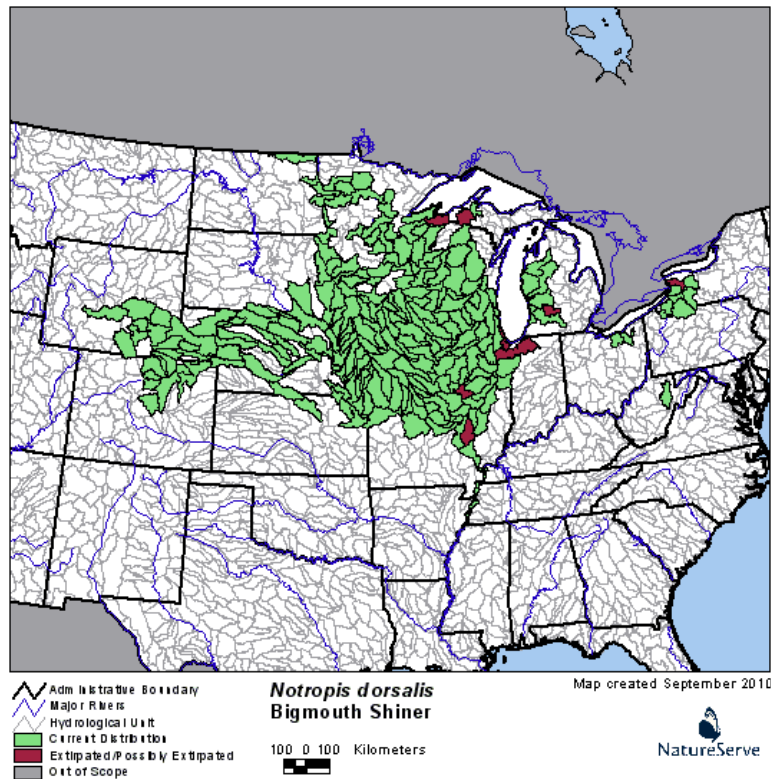 Administrative Boundary
Major Rivers
Hydrological Unit
Current Distribution
Extirpated/Possibly Extirpated
Out of Scope
Notropis dorsalis
Bigmouth Shiner
100 0 100 Kilometers
Map created September 2010
NatureServe